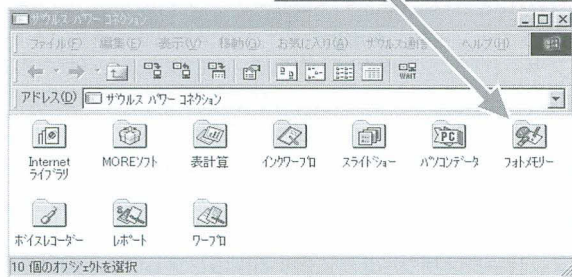 ザウルス パワー コネクション
ファイル(F) 編集(E) 表示(V) 移動(G) お気に入り(A) ザウルス通信 ヘルプ(H)
WAIT
アドレス(D) ザウルス パワー コネクション
Internet ライブラリ
MOREソフト
表計算
インクワープロ
スライドショー
パソコンデータ
フォトメモリー
ボイスレコーダー
レポート
ワープロ
10 個のオブジェクトを選択